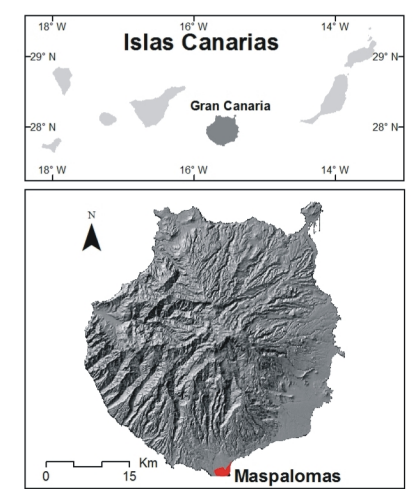 18° W 16° W 14° W
Islas Canarias
29° N 29° N
Gran Canaria
28° N 28° N
18° W 16° W 14° W
N
Km
0 15
Maspalomas